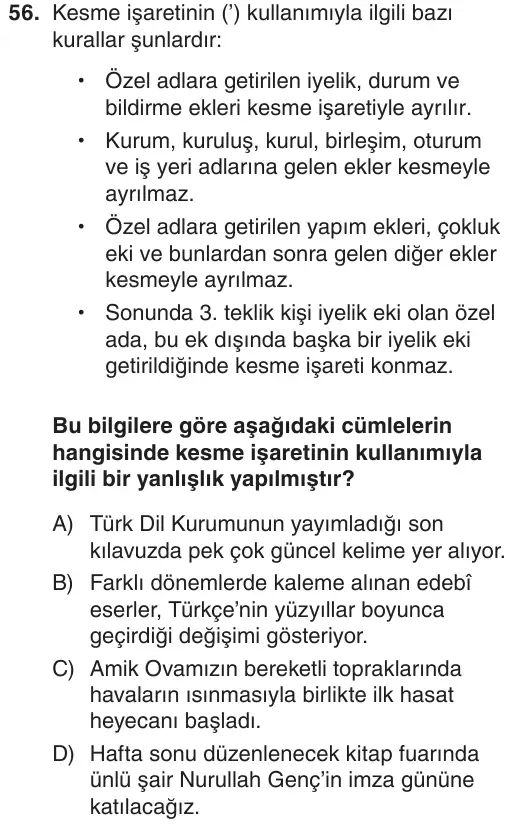 56. Kesme işaretinin (’) kullanımıyla ilgili bazı
kurallar şunlardır:
• Özel adlara getirilen iyelik, durum ve
bildirme ekleri kesme işaretiyle ayrılır.
• Kurum, kuruluş, kurul, birleşim, oturum
ve iş yeri adlarına gelen ekler kesmeyle
ayrılmaz.
• Özel adlara getirilen yapım ekleri, çokluk
eki ve bunlardan sonra gelen diğer ekler
kesmeyle ayrılmaz.
• Sonunda 3. teklik kişi iyelik eki olan özel
ada, bu ek dışında başka bir iyelik eki
getirildiğinde kesme işareti konmaz.
Bu bilgilere göre aşağıdaki cümlelerin
hangisinde kesme işaretinin kullanımıyla
ilgili bir yanlışlık yapılmıştır?
A) Türk Dil Kurumunun yayımladığı son
kılavuzda pek çok güncel kelime yer alıyor.
B) Farklı dönemlerde kaleme alınan edebî
eserler, Türkçe’nin yüzyıllar boyunca
geçirdiği değişimi gösteriyor.
C) Amik Ovamızın bereketli topraklarında
havaların ısınmasıyla birlikte ilk hasat
heyecanı başladı.
D) Hafta sonu düzenlenecek kitap fuarında
ünlü şair Nurullah Genç’in imza gününe
katılacağız.